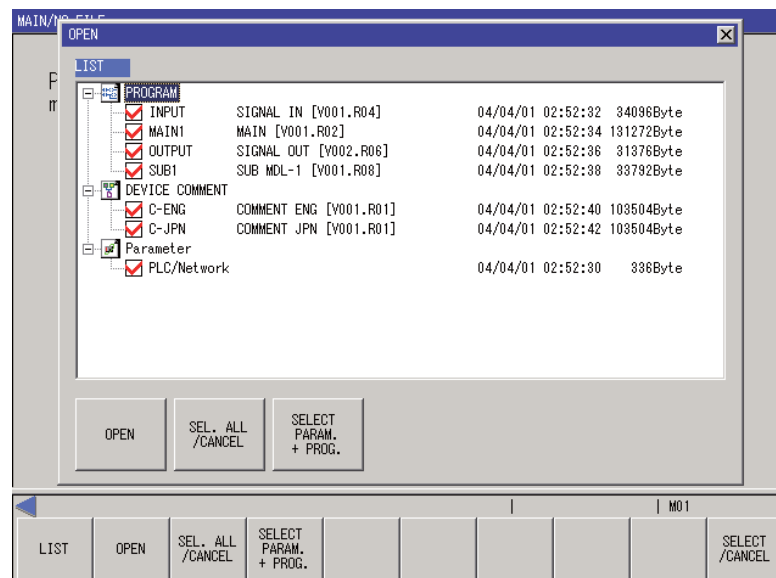 MAIN/NO FILE
OPEN
LIST
P
m
PROGRAM
INPUT SIGNAL IN [V001.R04] 04/04/01 02:52:32 34096Byte
MAIN1 MAIN [V001.R02] 04/04/01 02:52:34 131272Byte
OUTPUT SIGNAL OUT [V002.R06] 04/04/01 02:52:36 31376Byte
SUB1 SUB MDL-1 [V001.R08] 04/04/01 02:52:38 33792Byte
DEVICE COMMENT
C-ENG COMMENT ENG [V001.R01] 04/04/01 02:52:40 103504Byte
C-JPN COMMENT JPN [V001.R01] 04/04/01 02:52:42 103504Byte
Parameter
PLC/Network 04/04/01 02:52:30 336Byte
OPEN
SEL. ALL
/CANCEL
SELECT
PARAM.
+ PROG.
M01
LIST
OPEN
SEL. ALL
/CANCEL
SELECT
PARAM.
+ PROG.
SELECT
/CANCEL